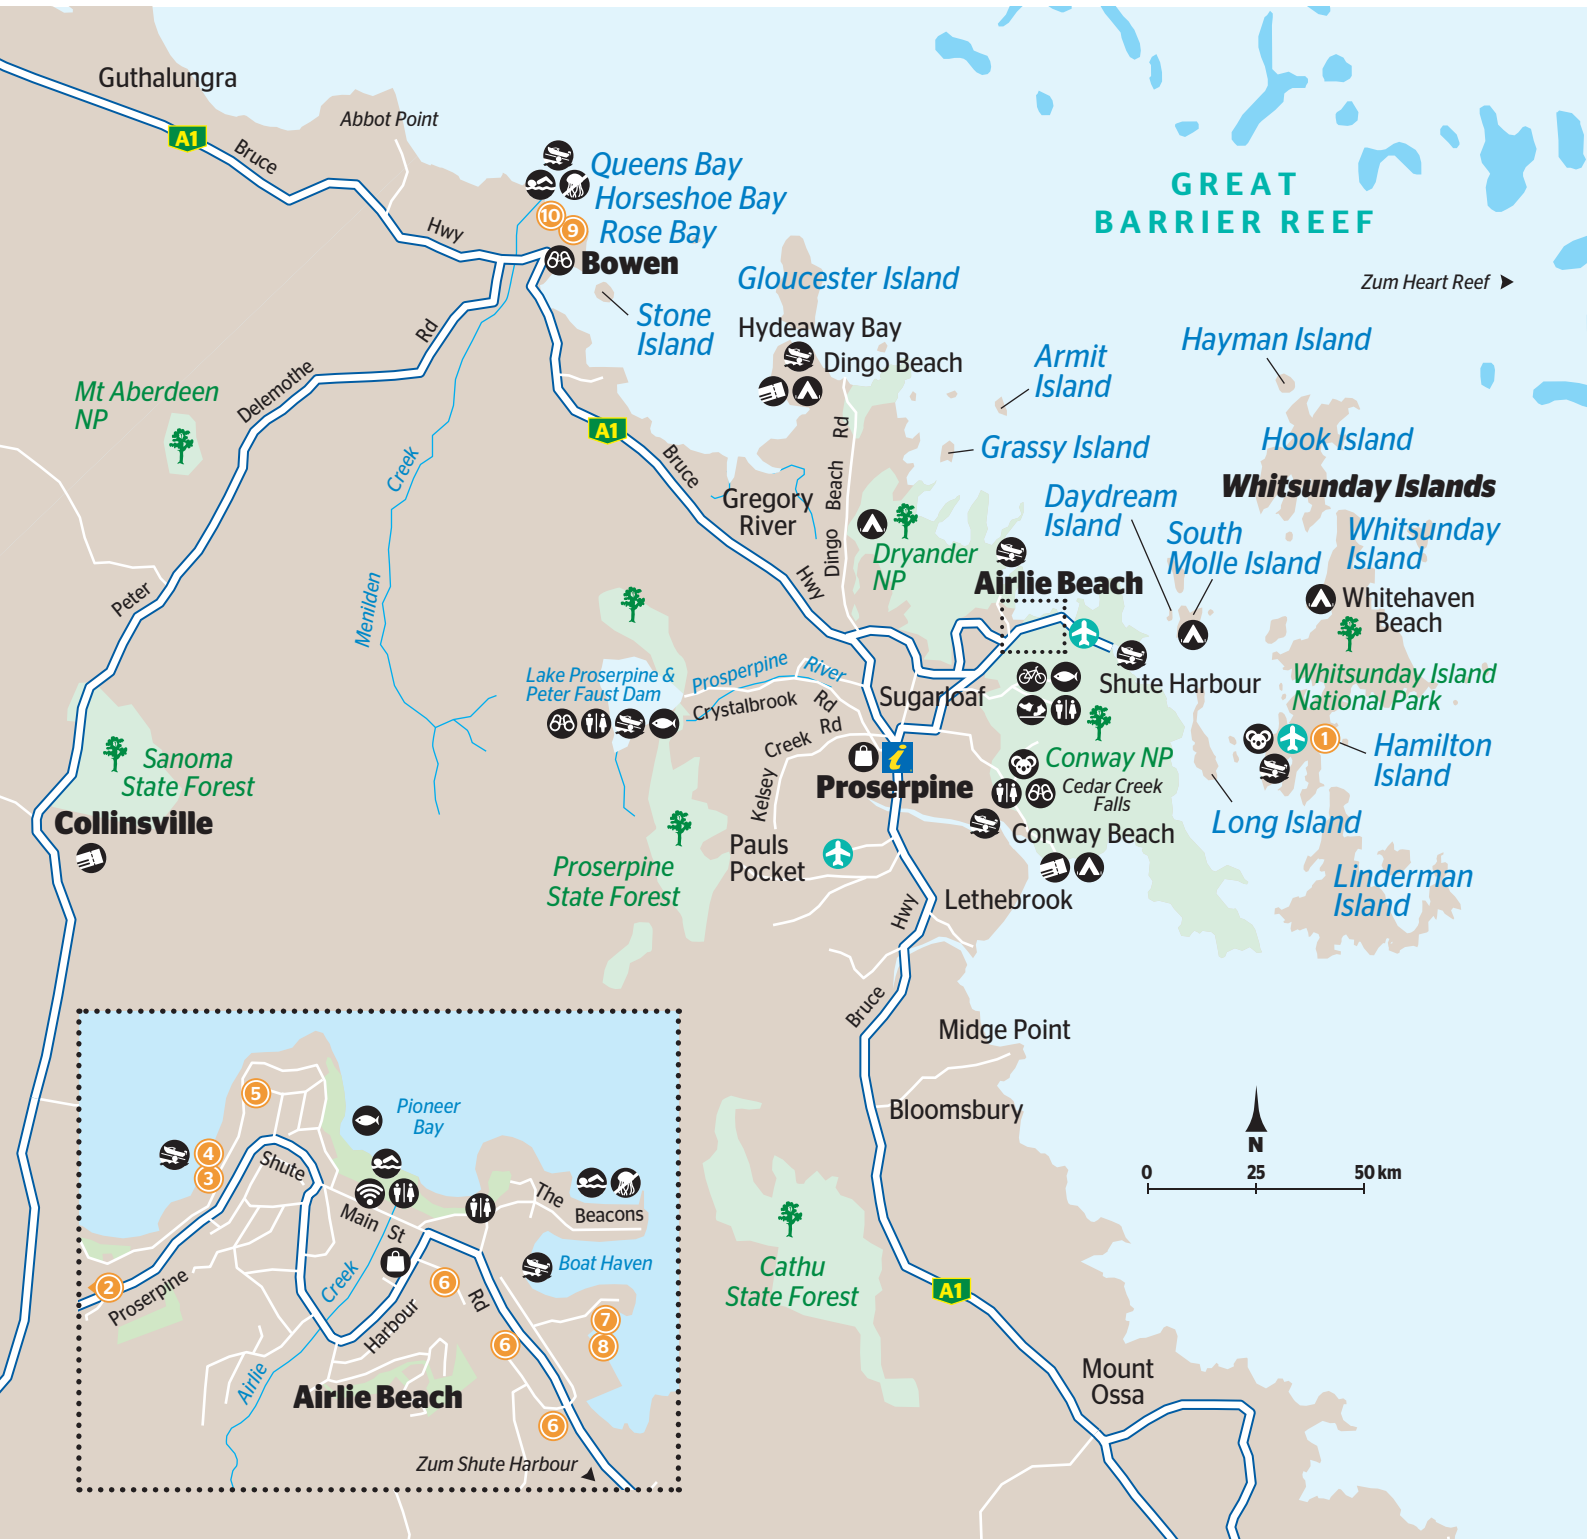 Guthalungra
Abbot Point
A1
Bruce
Hwy
Queens Bay
Horseshoe Bay
10
9
Rose Bay
Bowen
GREAT
BARRIER REEF
Zum Heart Reef
Gloucester Island
Stone
Island
Hydeaway Bay
Dingo Beach
Hayman Island
Armit
Island
Rd
Delemothe
Peter
Mt Aberdeen
NP
Creek
Menilden
A1
Bruce
Hwy
Dingo Beach Rd
Grassy Island
Hook Island
Whitsunday Islands
Gregory
River
Daydream
Island
South
Molle Island
Whitsunday
Island
Dryander
NP
Airlie Beach
Whitehaven
Beach
Lake Proserpine &
Peter Faust Dam
Prosperpine River
Crystalbrook Rd
Kelsey Creek Rd
Sugarloaf
Shute Harbour
Whitsunday Island
National Park
Sanoma
State Forest
i
Conway NP
1
Hamilton
Island
Proserpine
Cedar Creek
Falls
Collinsville
Conway Beach
Long Island
Pauls
Pocket
Proserpine
State Forest
Lethebrook
Linderman
Island
Hwy
Bruce
Midge Point
Bloomsbury
N
0
25
50 km
5
Pioneer
Bay
4
3
Shute
Main St
The
Beacons
2
Proserpine
Creek
Airlie
Harbour
Rd
Boat Haven
6
7
8
6
Airlie Beach
6
Zum Shute Harbour
Cathu
State Forest
A1
Mount
Ossa